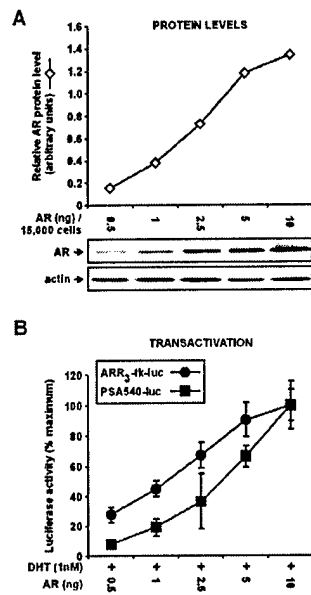 A
PROTEIN LEVELS
Relative AR protein level
(arbitrary units)
1.6
1.4
1.2
1.0
0.8
0.6
0.4
0.2
0
AR (ng) /
15,000 cells
0.5
1
2.5
5
10
AR
actin
B
TRANSACTIVATION
ARR3-tk-luc
PSA540-luc
Luciferase activity (% maximum)
120
100
80
60
40
20
0
DHT (1nM) + + + + +
AR (ng) 0.5 1 2.5 5 10